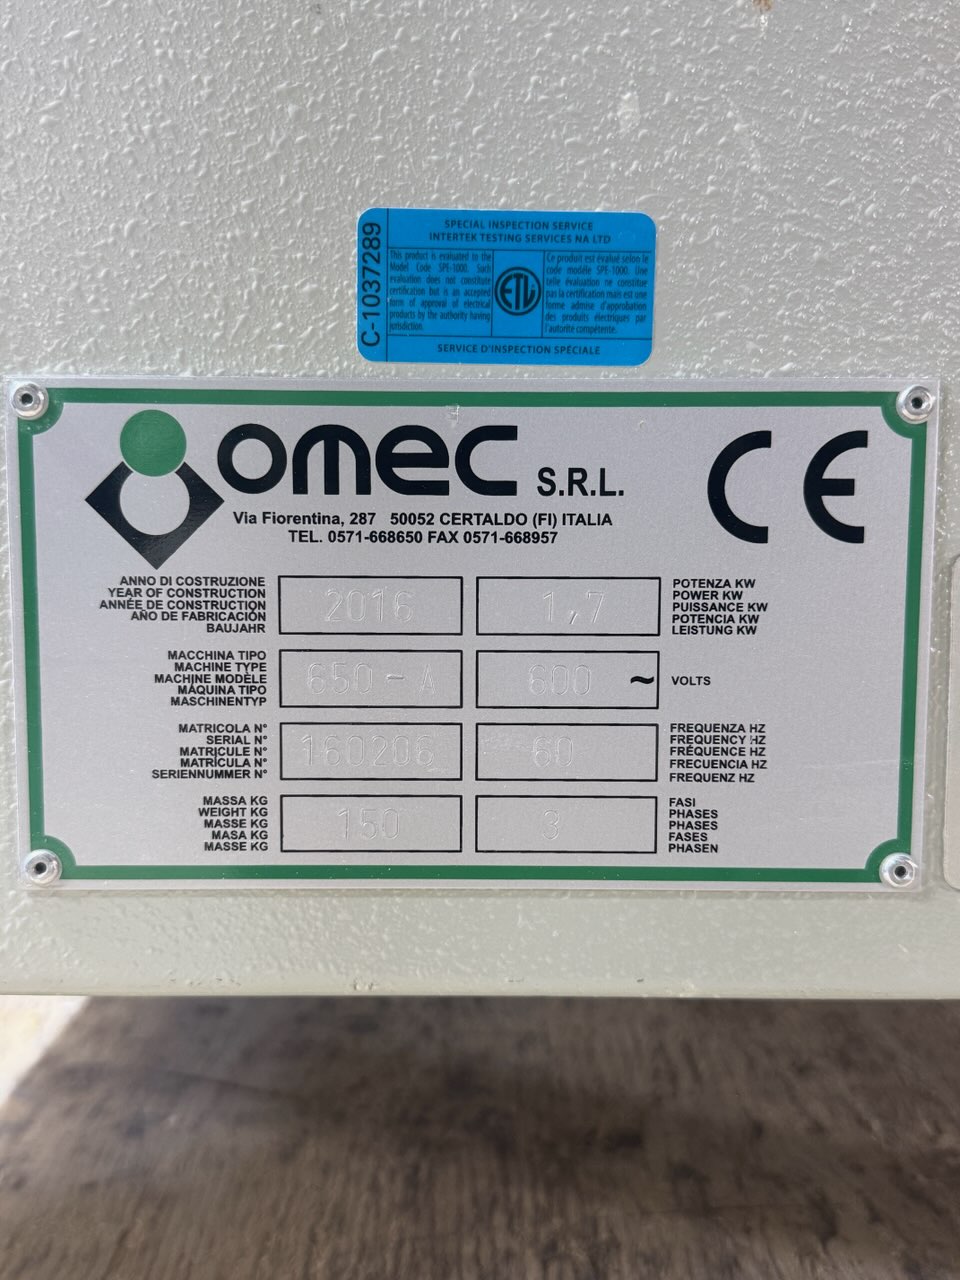 C-1037289
SPECIAL INSPECTION SERVICE
INTERTEK TESTING SERVICES NA LTD
This product is evaluated to the
Model Code SPE-1000. Such
evaluation does not constitute
certification but is an accepted
form of approval of electrical
products by the authority having
jurisdiction.
ETL
Ce produit est évalué selon le
code modèle SPE-1000. Une
telle évaluation ne constitue
pas la certification mais est une
forme admise d'approbation
des produits électriques par
l'autorité compétente.
SERVICE D'INSPECTION SPÉCIALE
omec S.R.L.
CE
Via Fiorentina, 287 50052 CERTALDO (FI) ITALIA
TEL. 0571-668650 FAX 0571-668957
ANNO DI COSTRUZIONE
YEAR OF CONSTRUCTION
ANNÉE DE CONSTRUCTION
AÑO DE FABRICACIÓN
BAUJAHR
2016
1,7
POTENZA KW
POWER KW
PUISSANCE KW
POTENCIA KW
LEISTUNG KW
MACCHINA TIPO
MACHINE TYPE
MACHINE MODÈLE
MÁQUINA TIPO
MASCHINENTYP
650-A
600 ~
VOLTS
MATRICOLA N°
SERIAL N°
MATRICULE N°
MATRÍCULA N°
SERIENNUMMER N°
160206
60
FREQUENZA HZ
FREQUENCY HZ
FRÉQUENCE HZ
FRECUENCIA HZ
FREQUENZ HZ
MASSA KG
WEIGHT KG
MASSE KG
MASA KG
MASSE KG
150
3
FASI
PHASES
PHASES
FASES
PHASEN